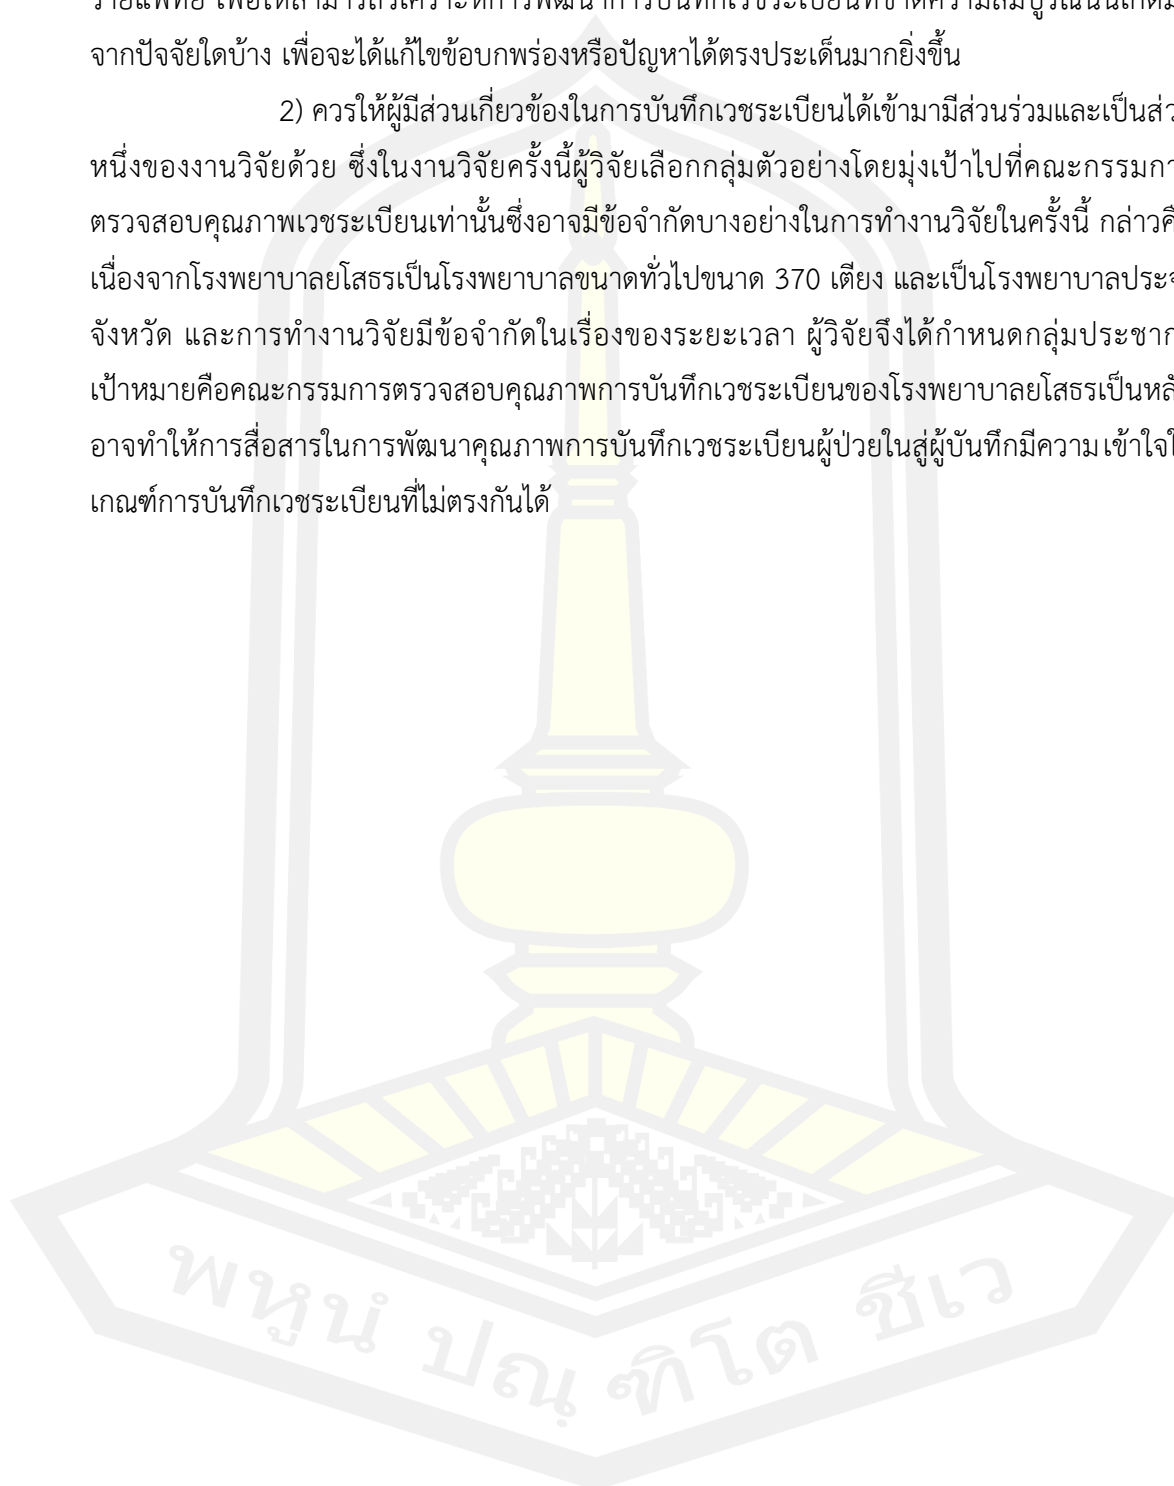 จากปัจจัยใดบ้าง เพื่อจะได้แก้ไขข้อบกพร่องหรือปัญหาได้ตรงประเด็นมากยิ่งขึ้น
2) ควรให้ผู้มีส่วนเกี่ยวข้องในการบันทึกเวชระเบียนได้เข้ามามีส่วนร่วมและเป็นส่ว
หนึ่งของงานวิจัยด้วย ซึ่งในงานวิจัยครั้งนี้ผู้วิจัยเลือกกลุ่มตัวอย่างโดยมุ่งเป้าไปที่คณะกรรมกา
ตรวจสอบคุณภาพเวชระเบียนเท่านั้นซึ่งอาจมีข้อจำกัดบางอย่างในการทำงานวิจัยในครั้งนี้ กล่าวคื
เนื่องจากโรงพยาบาลยโสธรเป็นโรงพยาบาลขนาดทั่วไปขนาด 370 เตียง และเป็นโรงพยาบาลประจ
จังหวัด และการทำงานวิจัยมีข้อจำกัดในเรื่องของระยะเวลา ผู้วิจัยจึงได้กำหนดกลุ่มประชาก
เป้าหมายคือคณะกรรมการตรวจสอบคุณภาพการบันทึกเวชระเบียนของโรงพยาบาลยโสธรเป็นหลั
อาจทำให้การสื่อสารในการพัฒนาคุณภาพการบันทึกเวชระเบียนผู้ป่วยในสู่ผู้บันทึกมีความเข้าใจใ
เกณฑ์การบันทึกเวชระเบียนที่ไม่ตรงกันได้
พหูนํ ปณฺฑิโต ชีเว